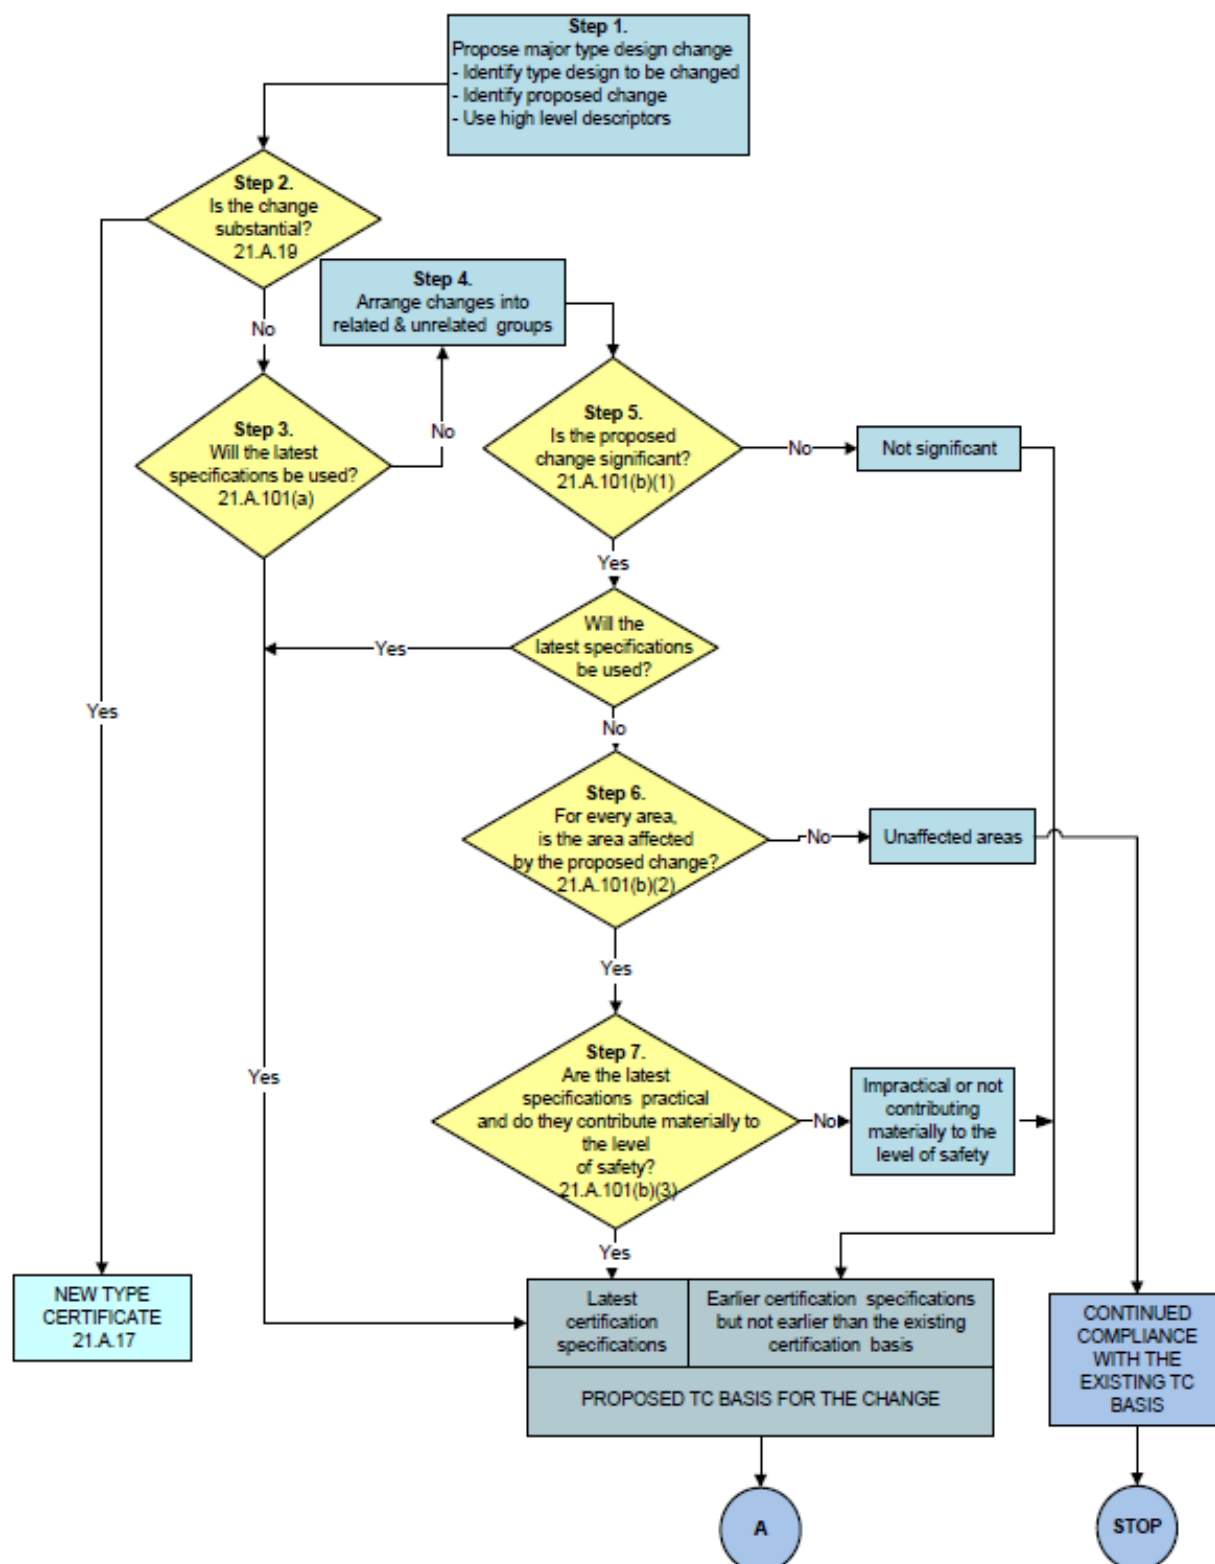 Step 1.
Propose major type design change
- Identify type design to be changed
- Identify proposed change
- Use high level descriptors
Step 2.
Is the change
substantial?
21.A.19
No
Step 4.
Arrange changes into
related & unrelated groups
Step 3.
Will the latest
specifications be used?
21.A.101(a)
No
Step 5.
Is the proposed
change significant?
21.A.101(b)(1)
No
Not significant
Yes
Will the
latest specifications
be used?
Yes
No
Yes
Step 6.
For every area,
is the area affected
by the proposed change?
21.A.101(b)(2)
No
Unaffected areas
Yes
Step 7.
Are the latest
specifications practical
and do they contribute materially to
the level
of safety?
21.A.101(b)(3)
No
Impractical or not
contributing
materially to the
level of safety
Yes
Yes
NEW TYPE
CERTIFICATE
21.A.17
Latest
certification
specifications
Earlier certification specifications
but not earlier than the existing
certification basis
PROPOSED TC BASIS FOR THE CHANGE
CONTINUED
COMPLIANCE
WITH THE
EXISTING TC
BASIS
A
STOP